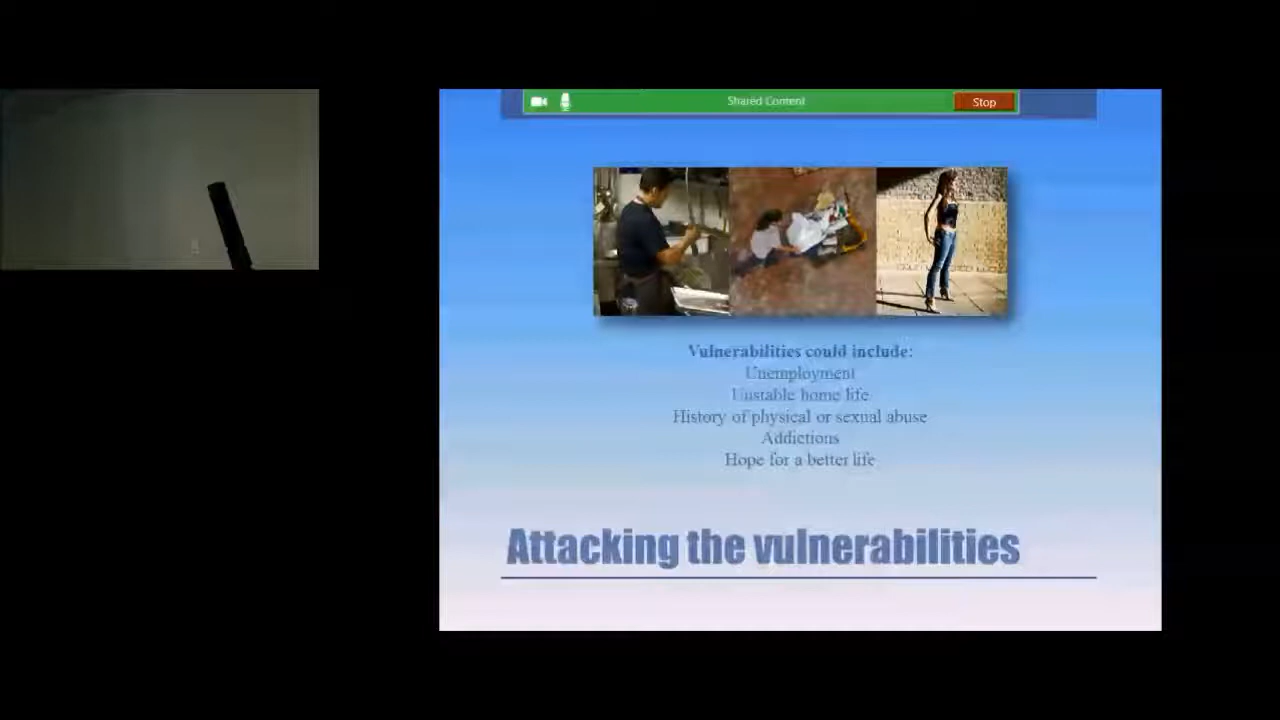 Shared Content
Stop
Vulnerabilities could include:
Unemployment
Unstable home life
History of physical or sexual abuse
Addictions
Hope for a better life
Attacking the vulnerabilities